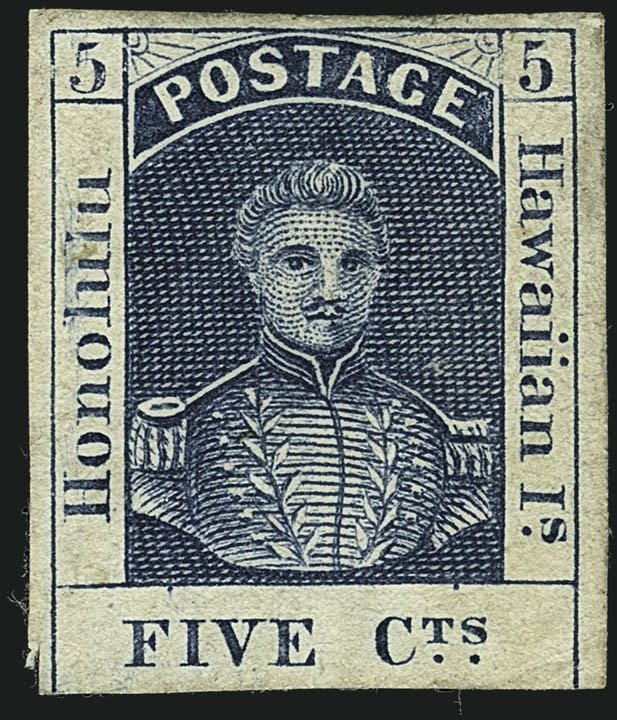 5
POSTAGE
5
Honolulu
Hawaiian Is.
FIVE Cts.